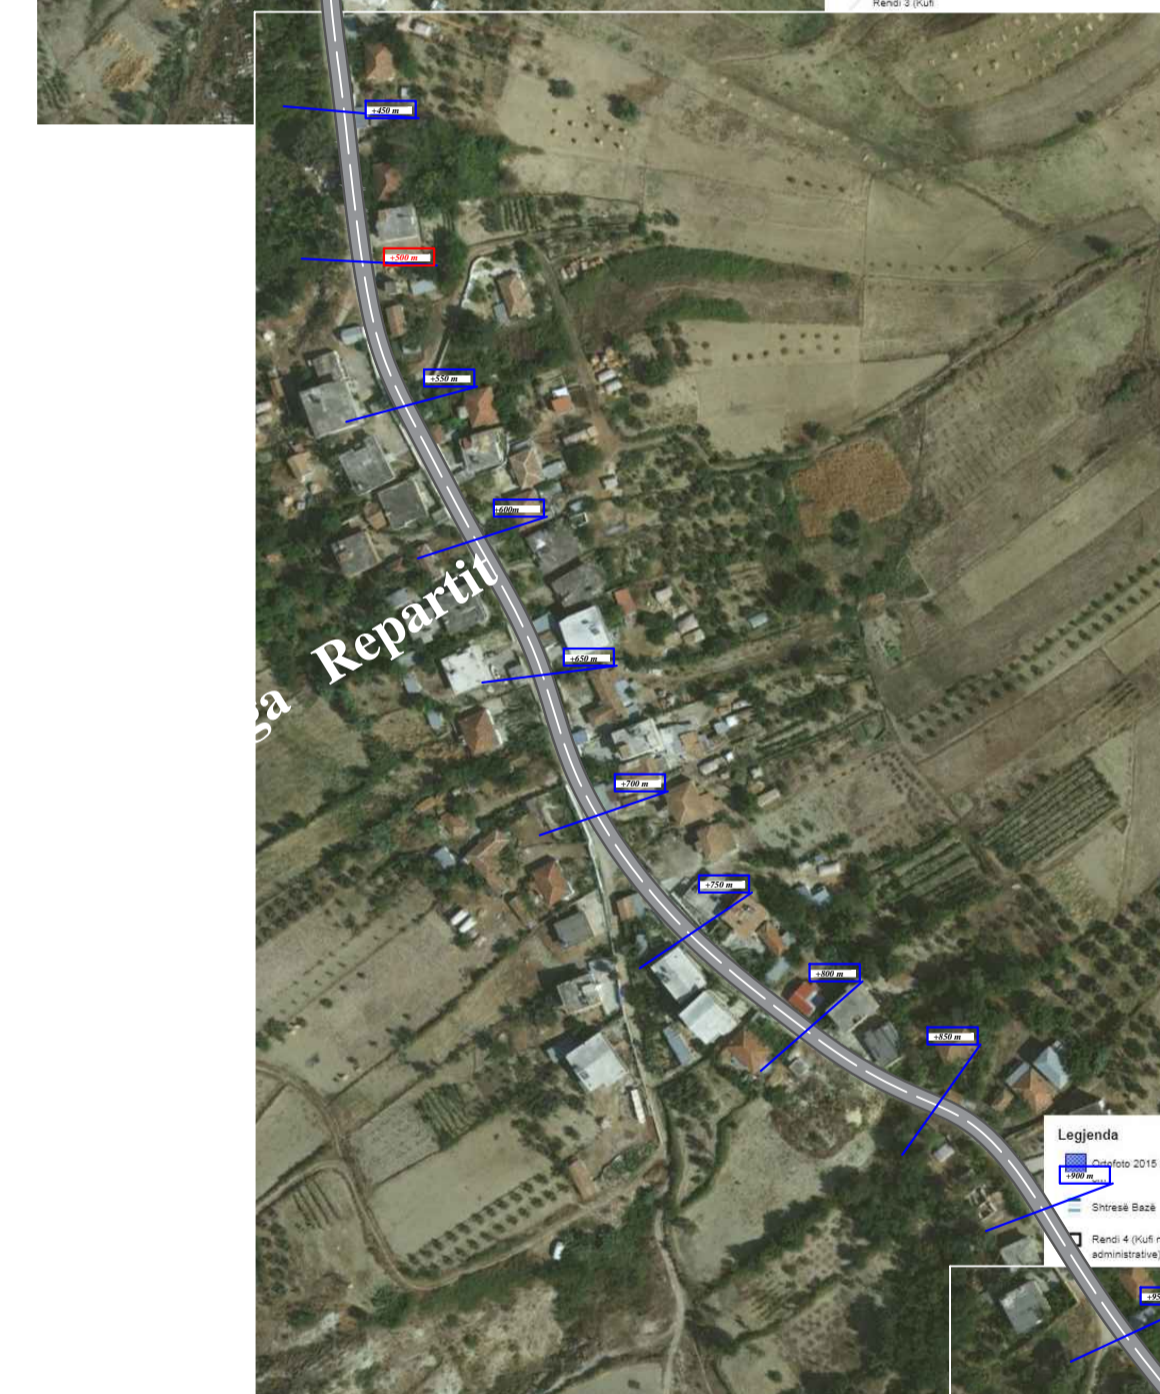 Rendi 3 (Kufi
+450 m
+500 m
+550 m
+600m
Repartit
+650 m
ga
+700 m
+750 m
+800 m
+850 m
Legjenda
Ortofoto 2015
+900 m
Shtresë Bazë
Rendi 4 (Kufi
administrative)
+95